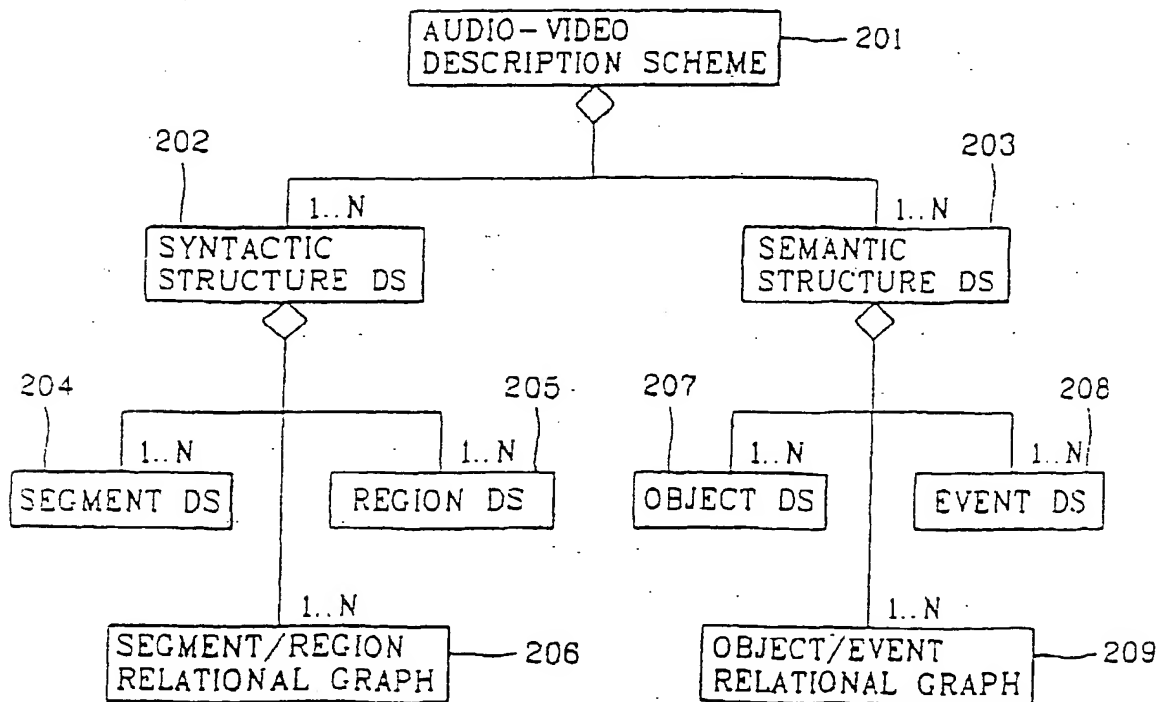 AUDIO-VIDEO
DESCRIPTION SCHEME
201
202
203
1..N
1..N
SYNTACTIC
STRUCTURE DS
SEMANTIC
STRUCTURE DS
204
205
207
208
1..N
1..N
1..N
1..N
SEGMENT DS
REGION DS
OBJECT DS
EVENT DS
1..N
1..N
SEGMENT/REGION
RELATIONAL GRAPH
206
OBJECT/EVENT
RELATIONAL GRAPH
209